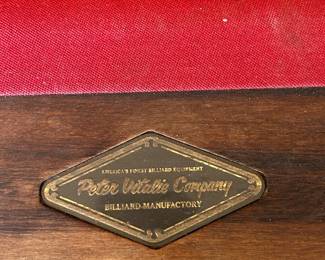 AMERICA'S FINEST BILLIARD EQUIPMENT
Peter Vitalie Company
BILLIARD-MANUFACTORY